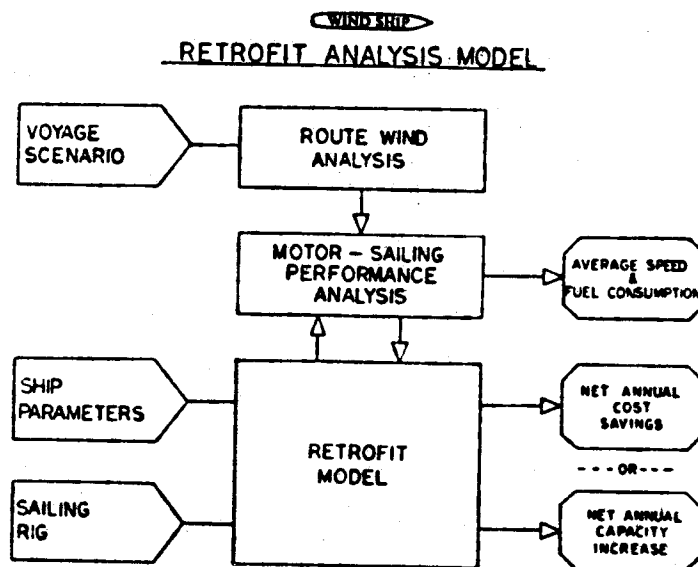 WIND SHIP
RETROFIT ANALYSIS MODEL
VOYAGE
SCENARIO
ROUTE WIND
ANALYSIS
MOTOR – SAILING
PERFORMANCE
ANALYSIS
AVERAGE SPEED
&
FUEL CONSUMPTION
SHIP
PARAMETERS
RETROFIT
MODEL
NET ANNUAL
COST
SAVINGS
---OR---
SAILING
RIG
NET ANNUAL
CAPACITY
INCREASE